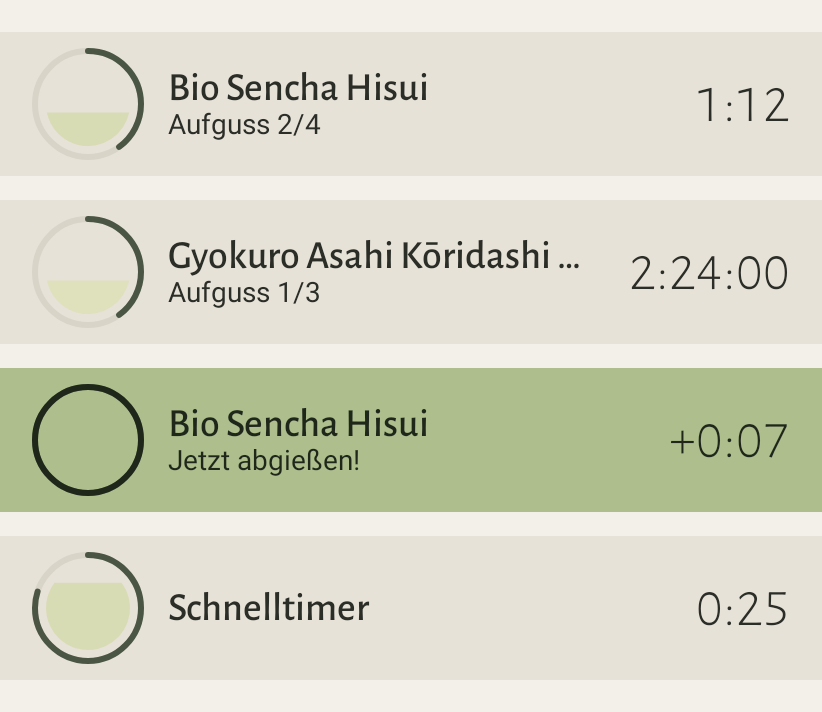 Bio Sencha Hisui
Aufguss 2/4
1:12
Gyokuro Asahi Kōridashi ...
Aufguss 1/3
2:24:00
Bio Sencha Hisui
Jetzt abgießen!
+0:07
Schnelltimer
0:25